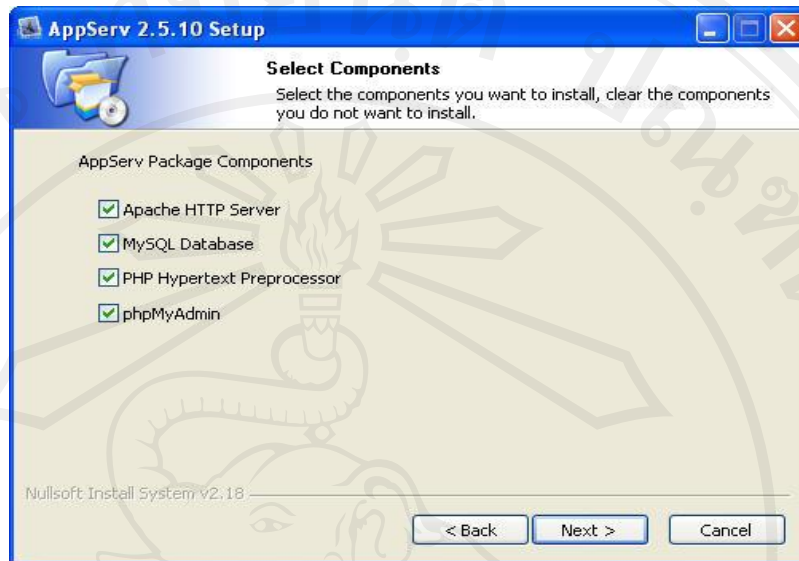 AppServ 2.5.10 Setup
Select Components
Select the components you want to install, clear the components
you do not want to install.
AppServ Package Components
Apache HTTP Server
MySQL Database
PHP Hypertext Preprocessor
phpMyAdmin
Nullsoft Install System v2.18
< Back
Next >
Cancel